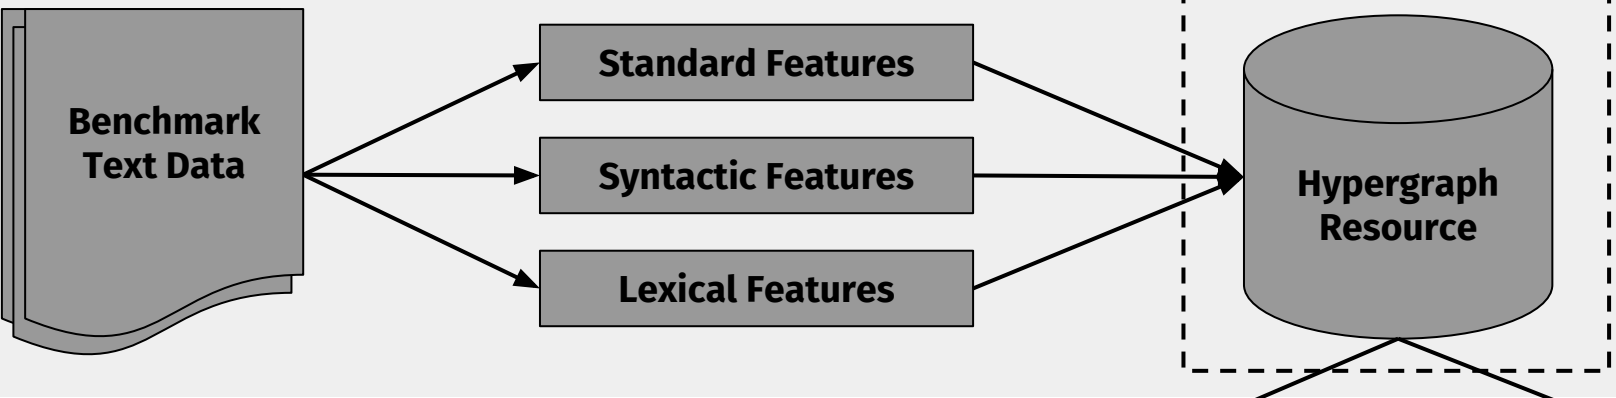 Benchmark
Text Data
Standard Features
Syntactic Features
Lexical Features
Hypergraph
Resource